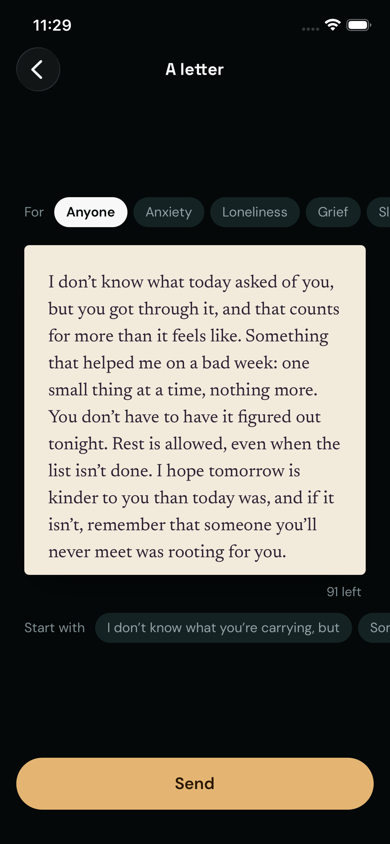 11:29
A letter
For Anyone Anxiety Loneliness Grief
I don’t know what today asked of you,
but you got through it, and that counts
for more than it feels like. Something
that helped me on a bad week: one
small thing at a time, nothing more.
You don’t have to have it figured out
tonight. Rest is allowed, even when the
list isn’t done. I hope tomorrow is
kinder to you than today was, and if it
isn’t, remember that someone you’ll
never meet was rooting for you.
91 left
Start with I don’t know what you’re carrying, but
Send